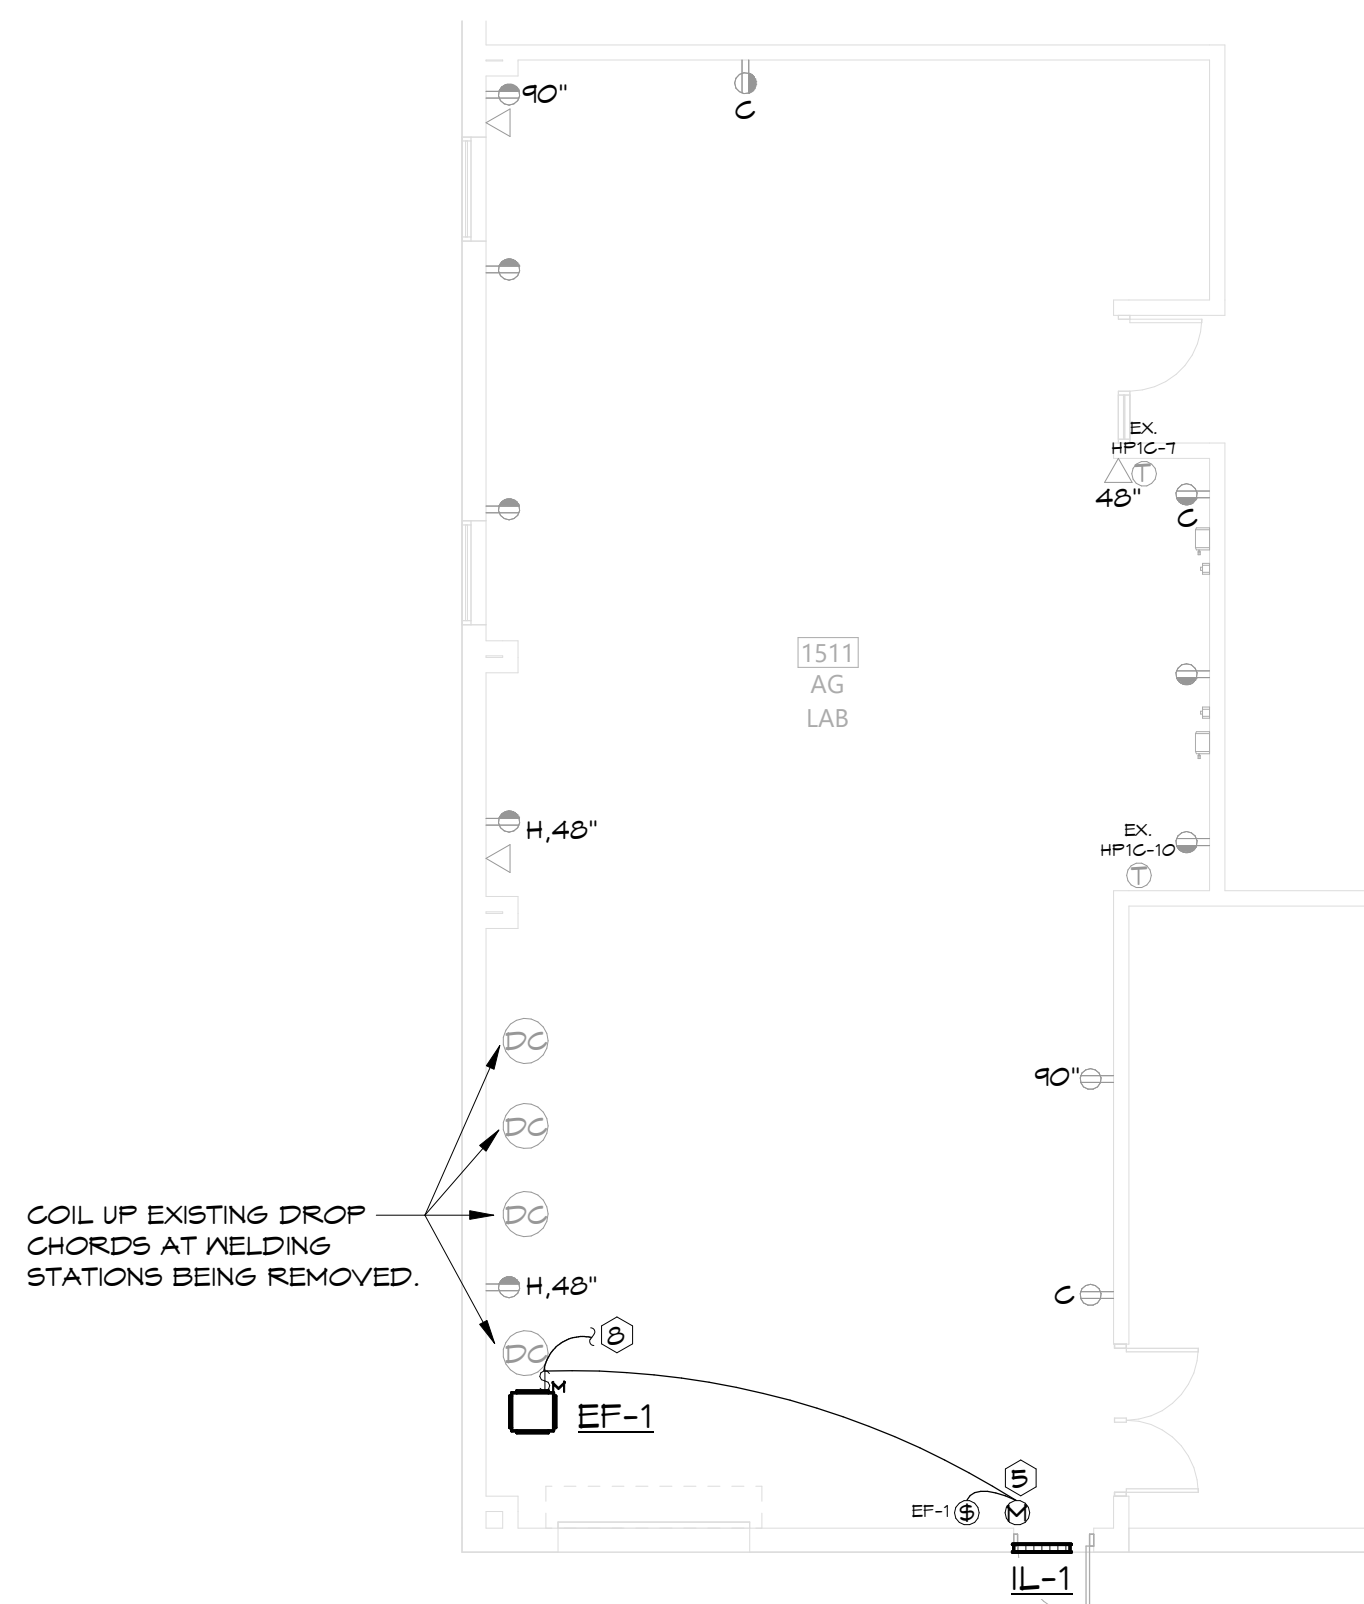 90"
C
EX.
HP1C-7
T
48"
C
1511
AG
LAB
H,48"
EX.
HP1C-10
T
DC
90"
DC
COIL UP EXISTING DROP
CHORDS AT WELDING
STATIONS BEING REMOVED.
DC
H,48"
C
8
DC
M
EF-1
5
EF-1 $ M
IL-1